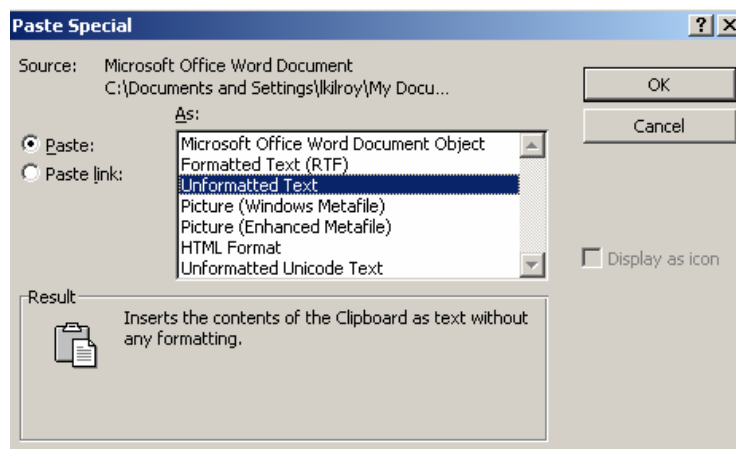 Paste Special
Source: Microsoft Office Word Document
C:\Documents and Settings\lkilroy\My Docu...
As:
Paste:
Paste link:
Microsoft Office Word Document Object
Formatted Text (RTF)
Unformatted Text
Picture (Windows Metafile)
Picture (Enhanced Metafile)
HTML Format
Unformatted Unicode Text
OK
Cancel
Display as icon
Result
Inserts the contents of the Clipboard as text without
any formatting.